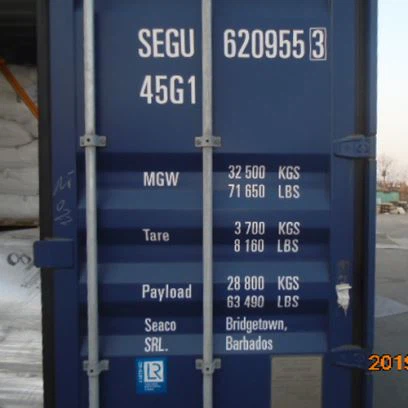 SEGU 620955 3
45G1
MGW 32 500 KGS
71 650 LBS
Tare 3 700 KGS
8 160 LBS
Payload 28 800 KGS
63 490 LBS
Seaco Bridgetown,
SRL. Barbados
LR
2019